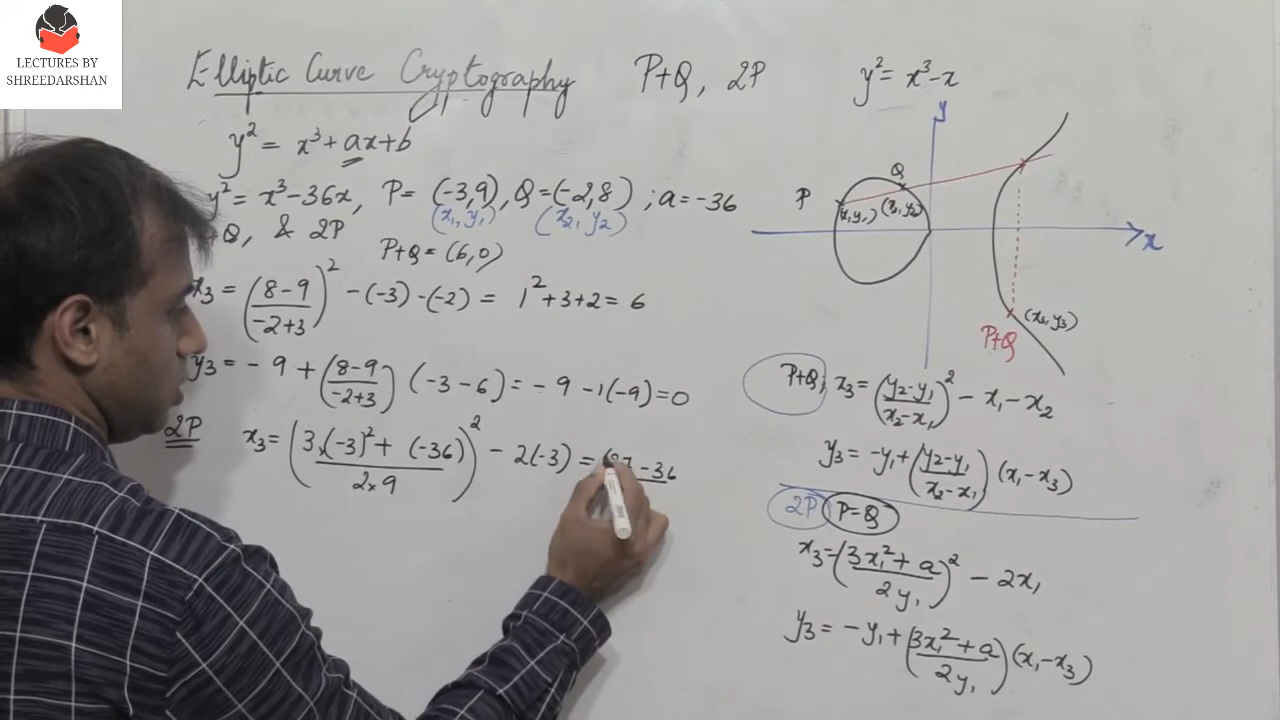 LECTURES BY
SHREEDARSHAN
Elliptic Curve Cryptography P+Q, 2P
y² = x³ + ax + b
y² = x³ - 36x, P = (-3, 9), Q = (-2, 8) ; a = -36
(x₁, y₁) (x₂, y₂)
+Q, & 2P
P+Q = (6, 0)
x₃ = ((8-9)/(-2+3))² - (-3) - (-2) = 1² + 3 + 2 = 6
y₃ = -9 + ((8-9)/(-2+3)) (-3 - 6) = -9 - 1(-9) = 0
2P x₃ = ((3×(-3)² + (-36))/(2×9))² - 2(-3) = - 36
y² = x³ - x
y
Q
P
(x₁, y₁)
x
(x₃, y₃)
P+Q
P+Q, x₃ = ((y₂ - y₁)/(x₂ - x₁))² - x₁ - x₂
y₃ = -y₁ + ((y₂ - y₁)/(x₂ - x₁)) (x₁ - x₃)
2P P = Q
x₃ = ((3x₁² + a)/(2y₁))² - 2x₁
y₃ = -y₁ + ((3x₁² + a)/(2y₁)) (x₁ - x₃)